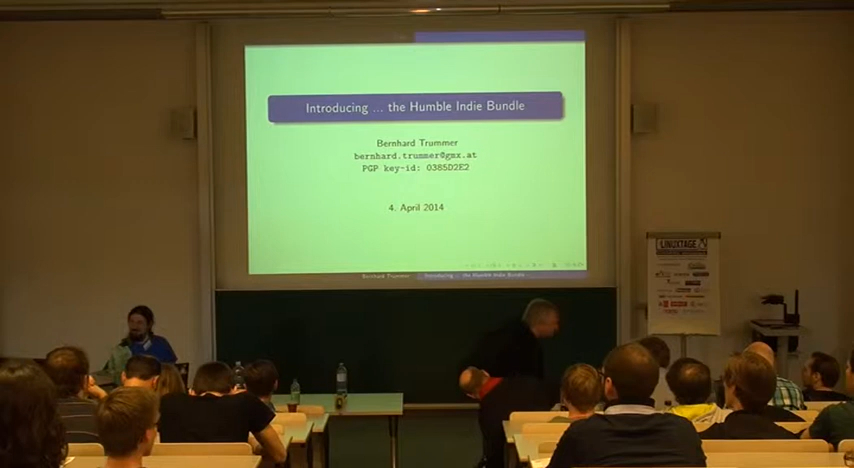 Introducing ... the Humble Indie Bundle
Bernhard Trummer
bernhard.trummer@gmx.at
PGP key-id: 0385D2E2
4. April 2014
Bernhard Trummer
Introducing ... the Humble Indie Bundle
LINUXTAGE